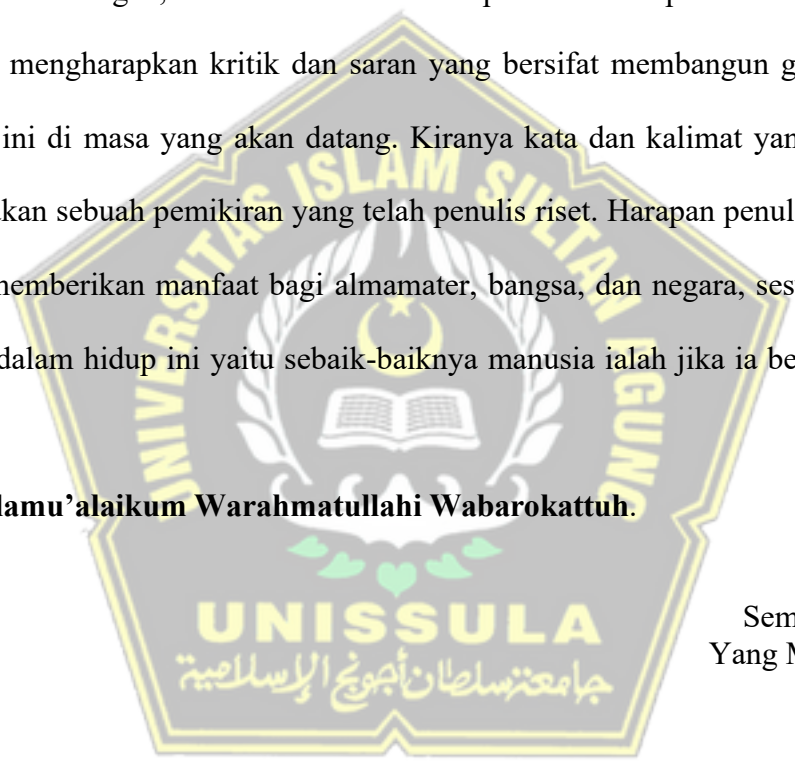 mengharapkan kritik dan saran yang bersifat membangun g
ini di masa yang akan datang. Kiranya kata dan kalimat yan
kan sebuah pemikiran yang telah penulis riset. Harapan penul
memberikan manfaat bagi almamater, bangsa, dan negara, ses
dalam hidup ini yaitu sebaik-baiknya manusia ialah jika ia be
lamu’alaikum Warahmatullahi Wabarokattuh.
Sem
Yang M
UNIVERSITAS ISLAM SULTAN AGUNG
UNISSULA
جامعتسلطان أجونج الإسلامية